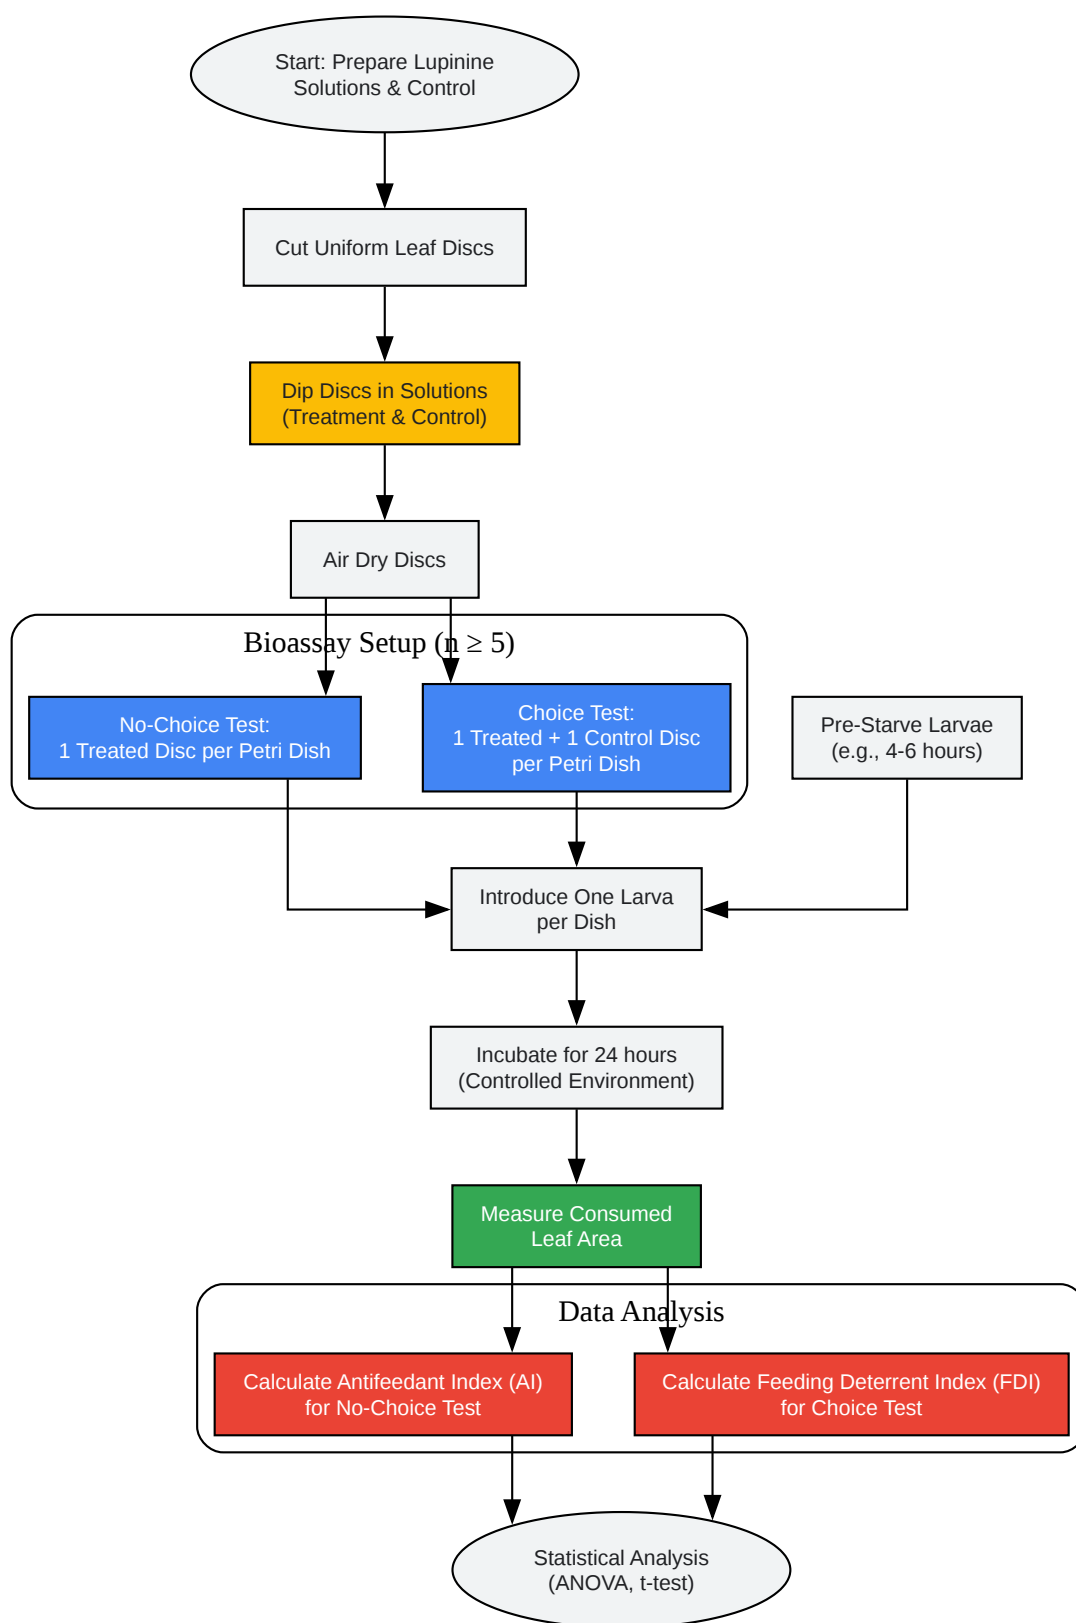 Start: Prepare Lupinine
Solutions & Control
Cut Uniform Leaf Discs
Dip Discs in Solutions
(Treatment & Control)
Air Dry Discs
Bioassay Setup (n ≥ 5)
No-Choice Test:
1 Treated Disc per Petri Dish
Choice Test:
1 Treated + 1 Control Disc
per Petri Dish
Pre-Starve Larvae
(e.g., 4-6 hours)
Introduce One Larva
per Dish
Incubate for 24 hours
(Controlled Environment)
Measure Consumed
Leaf Area
Data Analysis
Calculate Antifeedant Index (AI)
for No-Choice Test
Calculate Feeding Deterrent Index (FDI)
for Choice Test
Statistical Analysis
(ANOVA, t-test)